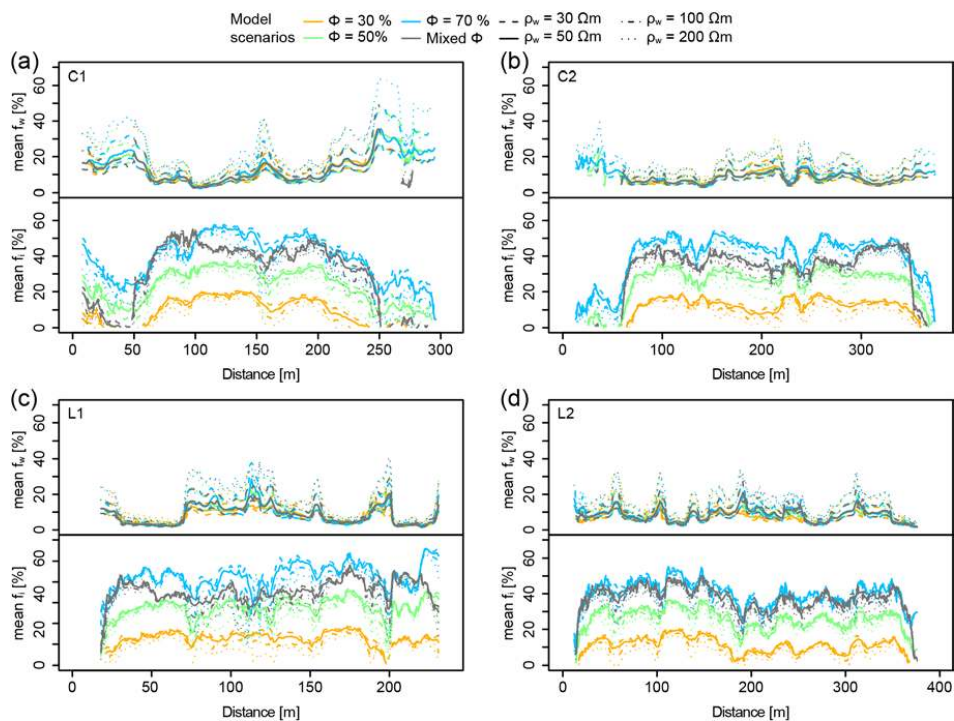 Model Φ = 30 % Φ = 70 % ρw = 30 Ωm ρw = 100 Ωm
scenarios Φ = 50% Mixed Φ ρw = 50 Ωm ρw = 200 Ωm
(a) (b)
C1 C2
mean fw [%] 0 20 40 60
mean fw [%] 0 20 40 60
mean fi [%] 0 20 40 60
mean fi [%] 0 20 40 60
0 50 100 150 200 250 300
0 100 200 300
Distance [m] Distance [m]
(c) (d)
L1 L2
mean fw [%] 0 20 40 60
mean fw [%] 0 20 40 60
mean fi [%] 0 20 40 60
mean fi [%] 0 20 40 60
0 50 100 150 200
0 100 200 300 400
Distance [m] Distance [m]